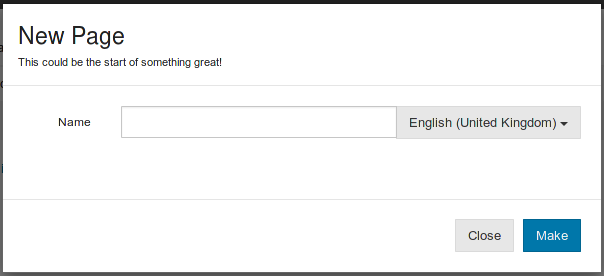 New Page
This could be the start of something great!
Name
English (United Kingdom)
Close
Make